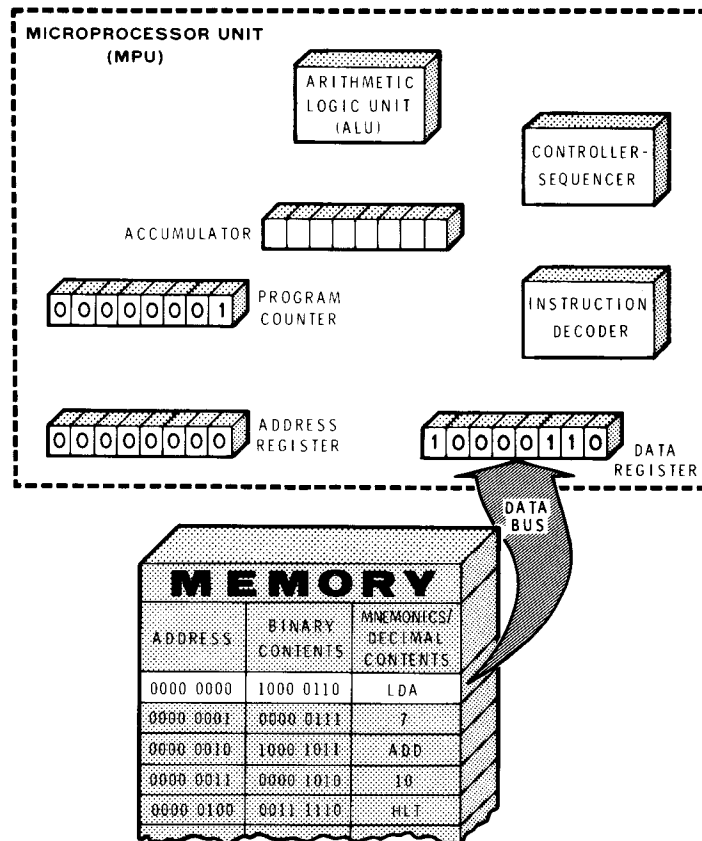 MICROPROCESSOR UNIT
(MPU)
ARITHMETIC
LOGIC UNIT
(ALU)
CONTROLLER-
SEQUENCER
ACCUMULATOR
0 0 0 0 0 0 0 1
PROGRAM
COUNTER
INSTRUCTION
DECODER
0 0 0 0 0 0 0 0
ADDRESS
REGISTER
1 0 0 0 0 1 1 0
DATA
REGISTER
DATA
BUS
MEMORY
ADDRESS
BINARY
CONTENTS
MNEMONICS/
DECIMAL
CONTENTS
0000 0000 1000 0110 LDA
0000 0001 0000 0111 7
0000 0010 1000 1011 ADD
0000 0011 0000 1010 10
0000 0100 0011 1110 HLT